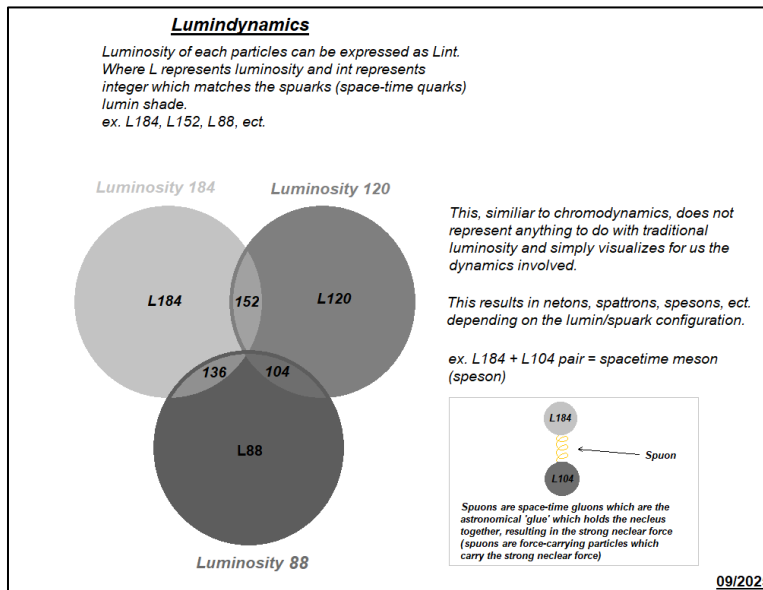 Lumindynamics
Luminosity of each particles can be expressed as Lint.
Where L represents luminosity and int represents
integer which matches the spuarks (space-time quarks)
lumin shade.
ex. L184, L152, L88, ect.
Luminosity 184
Luminosity 120
L184
152
L120
136
104
L88
Luminosity 88
This, similiar to chromodynamics, does not
represent anything to do with traditional
luminosity and simply visualizes for us the
dynamics involved.
This results in netons, spattrons, spesons, ect.
depending on the lumin/spuark configuration.
ex. L184 + L104 pair = spacetime meson
(speson)
L184
Spuon
L104
Spuons are space-time gluons which are the
astronomical 'glue' which holds the necleus
together, resulting in the strong nuclear force
(spuons are force-carrying particles which
carry the strong nuclear force)
09/202